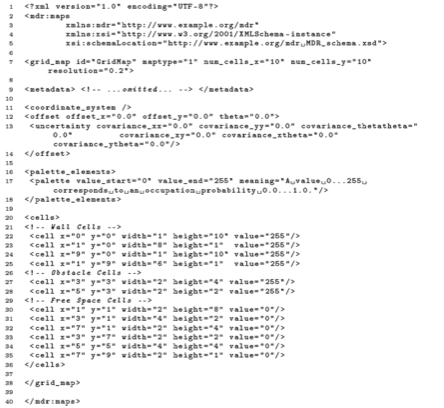 1 <?xml version="1.0" encoding="UTF-8"?>
2 <mdr:maps
3 xmlns:mdr="http://www.example.org/mdr"
4 xmlns:xsi="http://www.w3.org/2001/XMLSchema-instance"
5 xsi:schemaLocation="http://www.example.org/mdr␣MDR_schema.xsd">
6
7 <grid_map id="GridMap" maptype="1" num_cells_x="10" num_cells_y="10"
resolution="0.2">
8
9 <metadata> <!-- ...omitted... --> </metadata>
10
11 <coordinate_system />
12 <offset offset_x="0.0" offset_y="0.0" theta="0.0">
13 <uncertainty covariance_xx="0.0" covariance_yy="0.0" covariance_thetatheta="
0.0" covariance_xy="0.0" covariance_xtheta="0.0"
covariance_ytheta="0.0"/>
14 </offset>
15
16 <palette_elements>
17 <palette value_start="0" value_end="255" meaning="A␣value␣0...255␣
corresponds␣to␣an␣occupation␣probability␣0.0...1.0."/>
18 </palette_elements>
19
20 <cells>
21 <!-- Wall Cells -->
22 <cell x="0" y="0" width="1" height="10" value="255"/>
23 <cell x="1" y="0" width="8" height="1" value="255"/>
24 <cell x="9" y="0" width="1" height="10" value="255"/>
25 <cell x="1" y="9" width="6" height="1" value="255"/>
26 <!-- Obstacle Cells -->
27 <cell x="3" y="3" width="2" height="4" value="255"/>
28 <cell x="5" y="3" width="2" height="2" value="255"/>
29 <!-- Free Space Cells -->
30 <cell x="1" y="1" width="2" height="8" value="0"/>
31 <cell x="3" y="1" width="4" height="2" value="0"/>
32 <cell x="7" y="1" width="2" height="4" value="0"/>
33 <cell x="3" y="7" width="2" height="2" value="0"/>
34 <cell x="5" y="5" width="4" height="4" value="0"/>
35 <cell x="7" y="9" width="2" height="1" value="0"/>
36 </cells>
37
38 </grid_map>
39
40 </mdr:maps>